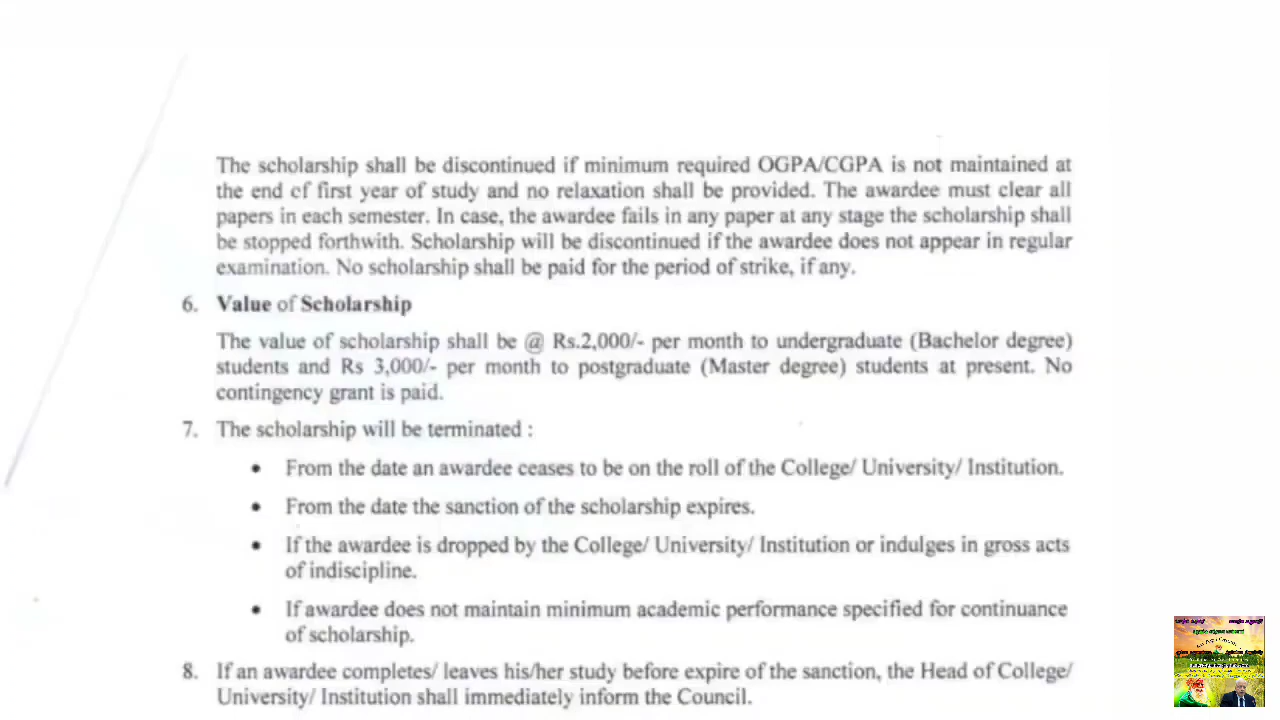 The scholarship shall be discontinued if minimum required OGPA/CGPA is not maintained at
the end of first year of study and no relaxation shall be provided. The awardee must clear all
papers in each semester. In case, the awardee fails in any paper at any stage the scholarship shall
be stopped forthwith. Scholarship will be discontinued if the awardee does not appear in regular
examination. No scholarship shall be paid for the period of strike, if any.
6. Value of Scholarship
The value of scholarship shall be @ Rs.2,000/- per month to undergraduate (Bachelor degree)
students and Rs 3,000/- per month to postgraduate (Master degree) students at present. No
contingency grant is paid.
7. The scholarship will be terminated :
• From the date an awardee ceases to be on the roll of the College/ University/ Institution.
• From the date the sanction of the scholarship expires.
• If the awardee is dropped by the College/ University/ Institution or indulges in gross acts
of indiscipline.
• If awardee does not maintain minimum academic performance specified for continuance
of scholarship.
8. If an awardee completes/ leaves his/her study before expire of the sanction, the Head of College/
University/ Institution shall immediately inform the Council.